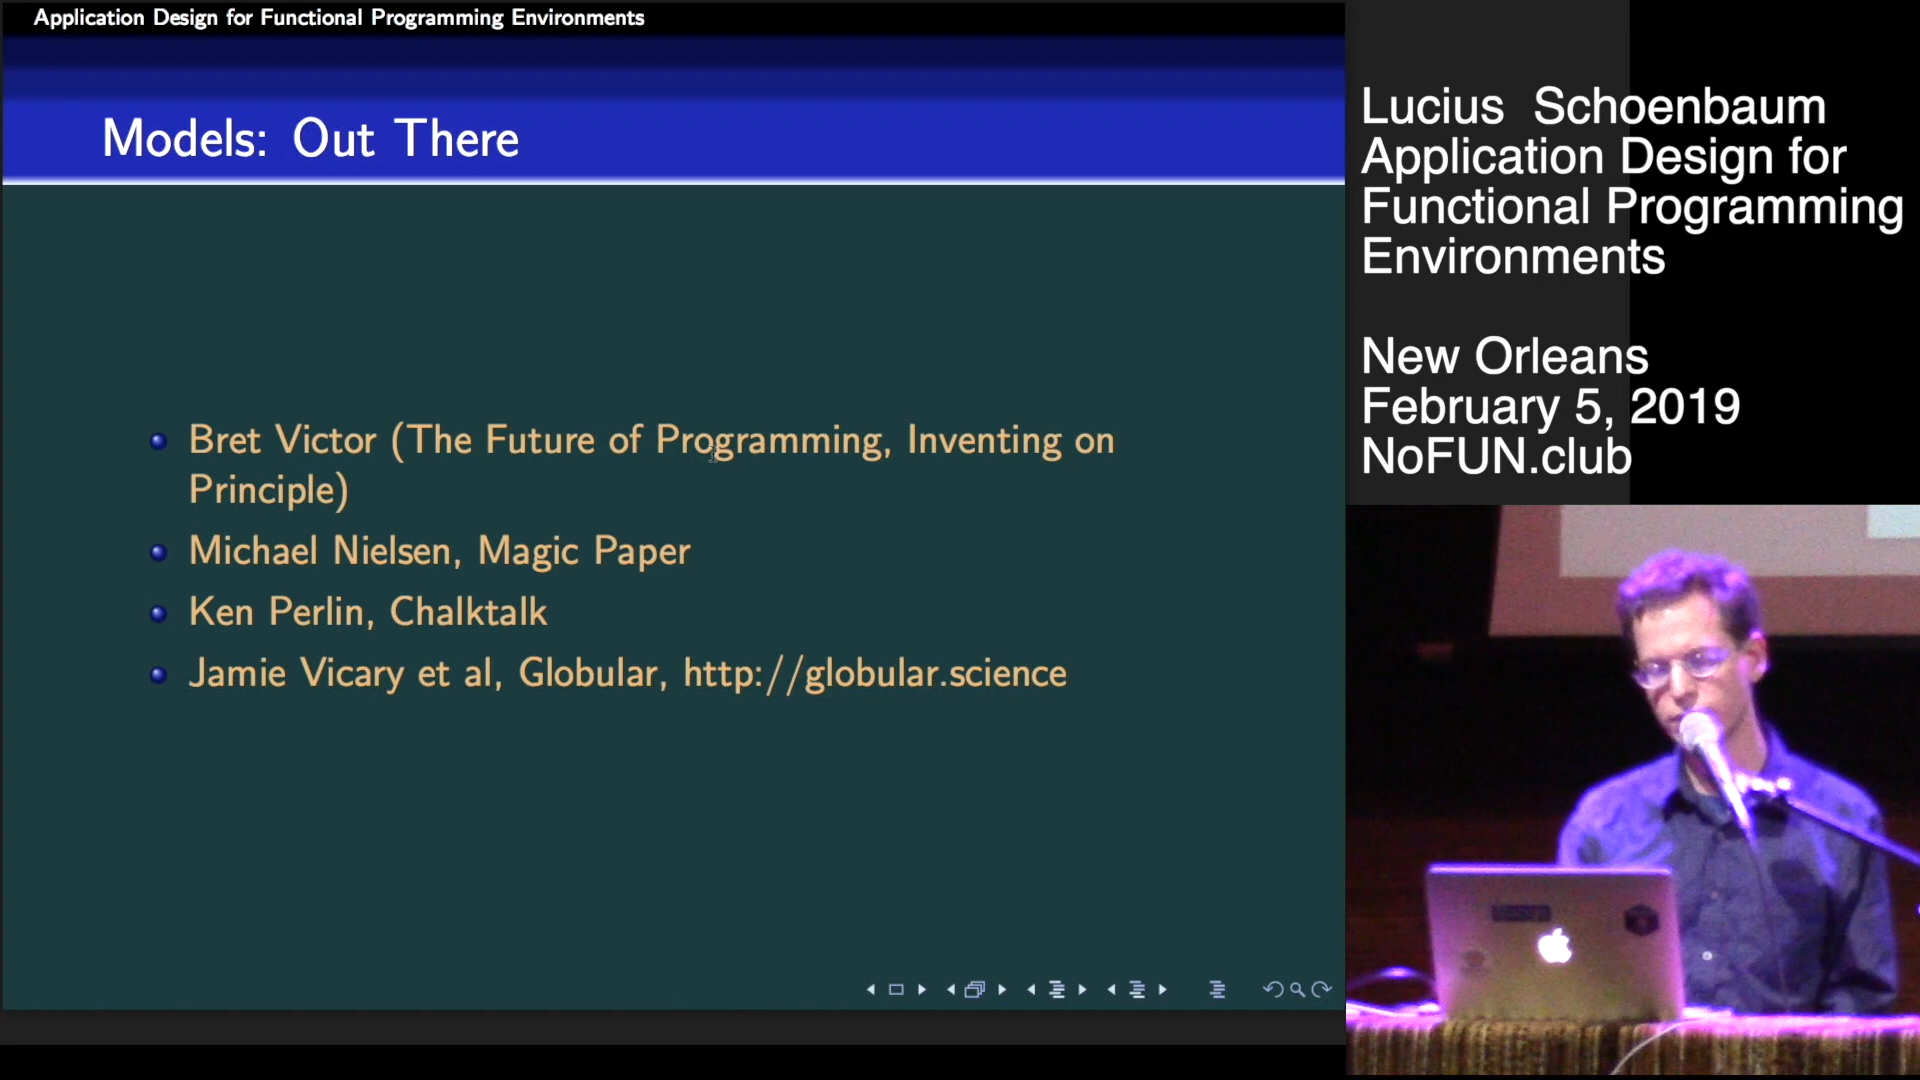 Application Design for Functional Programming Environments
Models: Out There
Bret Victor (The Future of Programming, Inventing on
Principle)
Michael Nielsen, Magic Paper
Ken Perlin, Chalktalk
Jamie Vicary et al, Globular, http://globular.science
Lucius Schoenbaum
Application Design for
Functional Programming
Environments
New Orleans
February 5, 2019
NoFUN.club